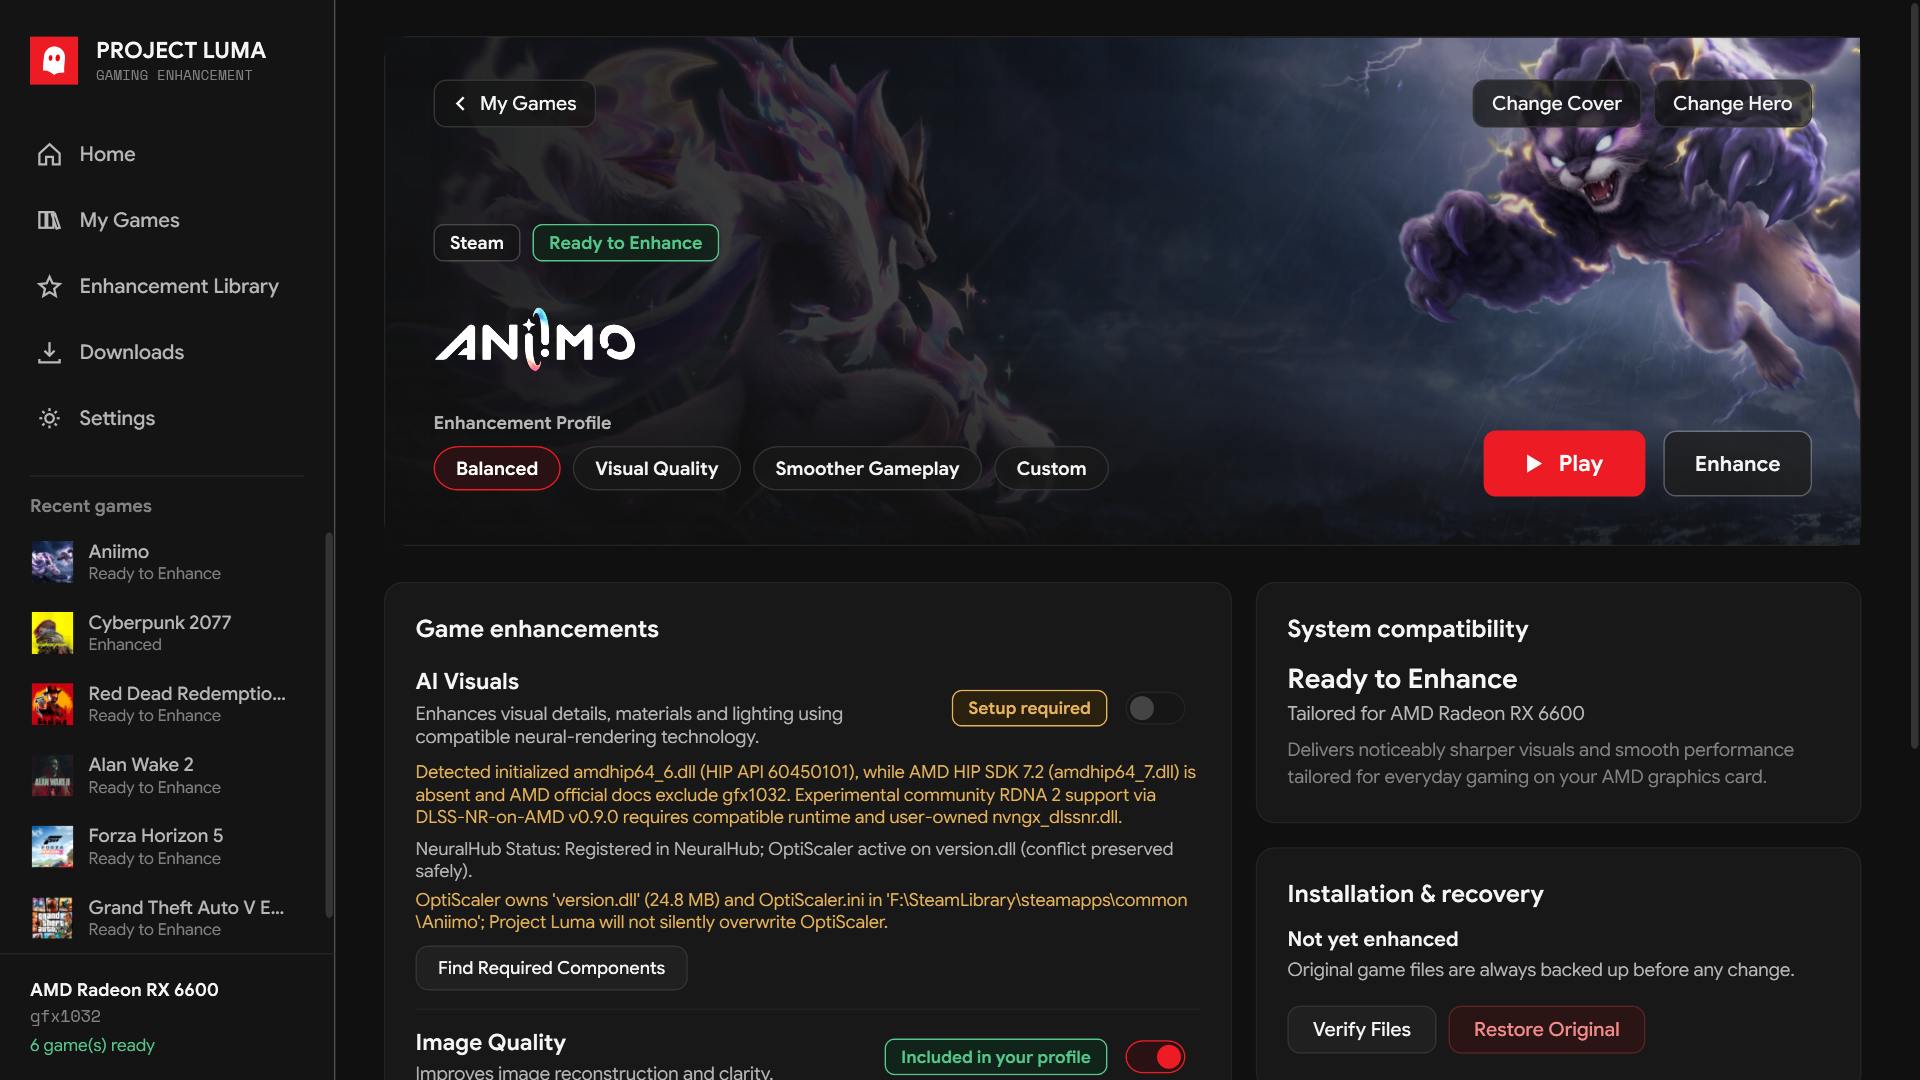 PROJECT LUMA
GAMING ENHANCEMENT
Home
My Games
Enhancement Library
Downloads
Settings
Recent games
Aniimo
Ready to Enhance
Cyberpunk 2077
Enhanced
Red Dead Redemptio...
Ready to Enhance
Alan Wake 2
Ready to Enhance
Forza Horizon 5
Ready to Enhance
Grand Theft Auto V E...
Ready to Enhance
AMD Radeon RX 6600
gfx1032
6 game(s) ready
My Games
Change Cover
Change Hero
Steam
Ready to Enhance
ANiiMO
Enhancement Profile
Balanced
Visual Quality
Smoother Gameplay
Custom
Play
Enhance
Game enhancements
AI Visuals
Enhances visual details, materials and lighting using
compatible neural-rendering technology.
Setup required
Detected initialized amdhip64_6.dll (HIP API 60450101), while AMD HIP SDK 7.2 (amdhip64_7.dll) is
absent and AMD official docs exclude gfx1032. Experimental community RDNA 2 support via
DLSS-NR-on-AMD v0.9.0 requires compatible runtime and user-owned nvngx_dlssnr.dll.
NeuralHub Status: Registered in NeuralHub; OptiScaler active on version.dll (conflict preserved
safely).
OptiScaler owns 'version.dll' (24.8 MB) and OptiScaler.ini in 'F:\SteamLibrary\steamapps\common
\Aniimo'; Project Luma will not silently overwrite OptiScaler.
Find Required Components
Image Quality
Improves image reconstruction and clarity.
Included in your profile
System compatibility
Ready to Enhance
Tailored for AMD Radeon RX 6600
Delivers noticeably sharper visuals and smooth performance
tailored for everyday gaming on your AMD graphics card.
Installation & recovery
Not yet enhanced
Original game files are always backed up before any change.
Verify Files
Restore Original